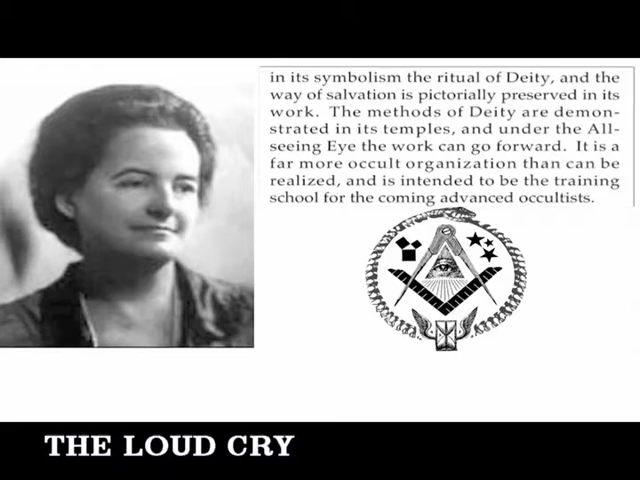 in its symbolism the ritual of Deity, and the
way of salvation is pictorially preserved in its
work. The methods of Deity are demon-
strated in its temples, and under the All-
seeing Eye the work can go forward. It is a
far more occult organization than can be
realized, and is intended to be the training
school for the coming advanced occultists.
THE LOUD CRY